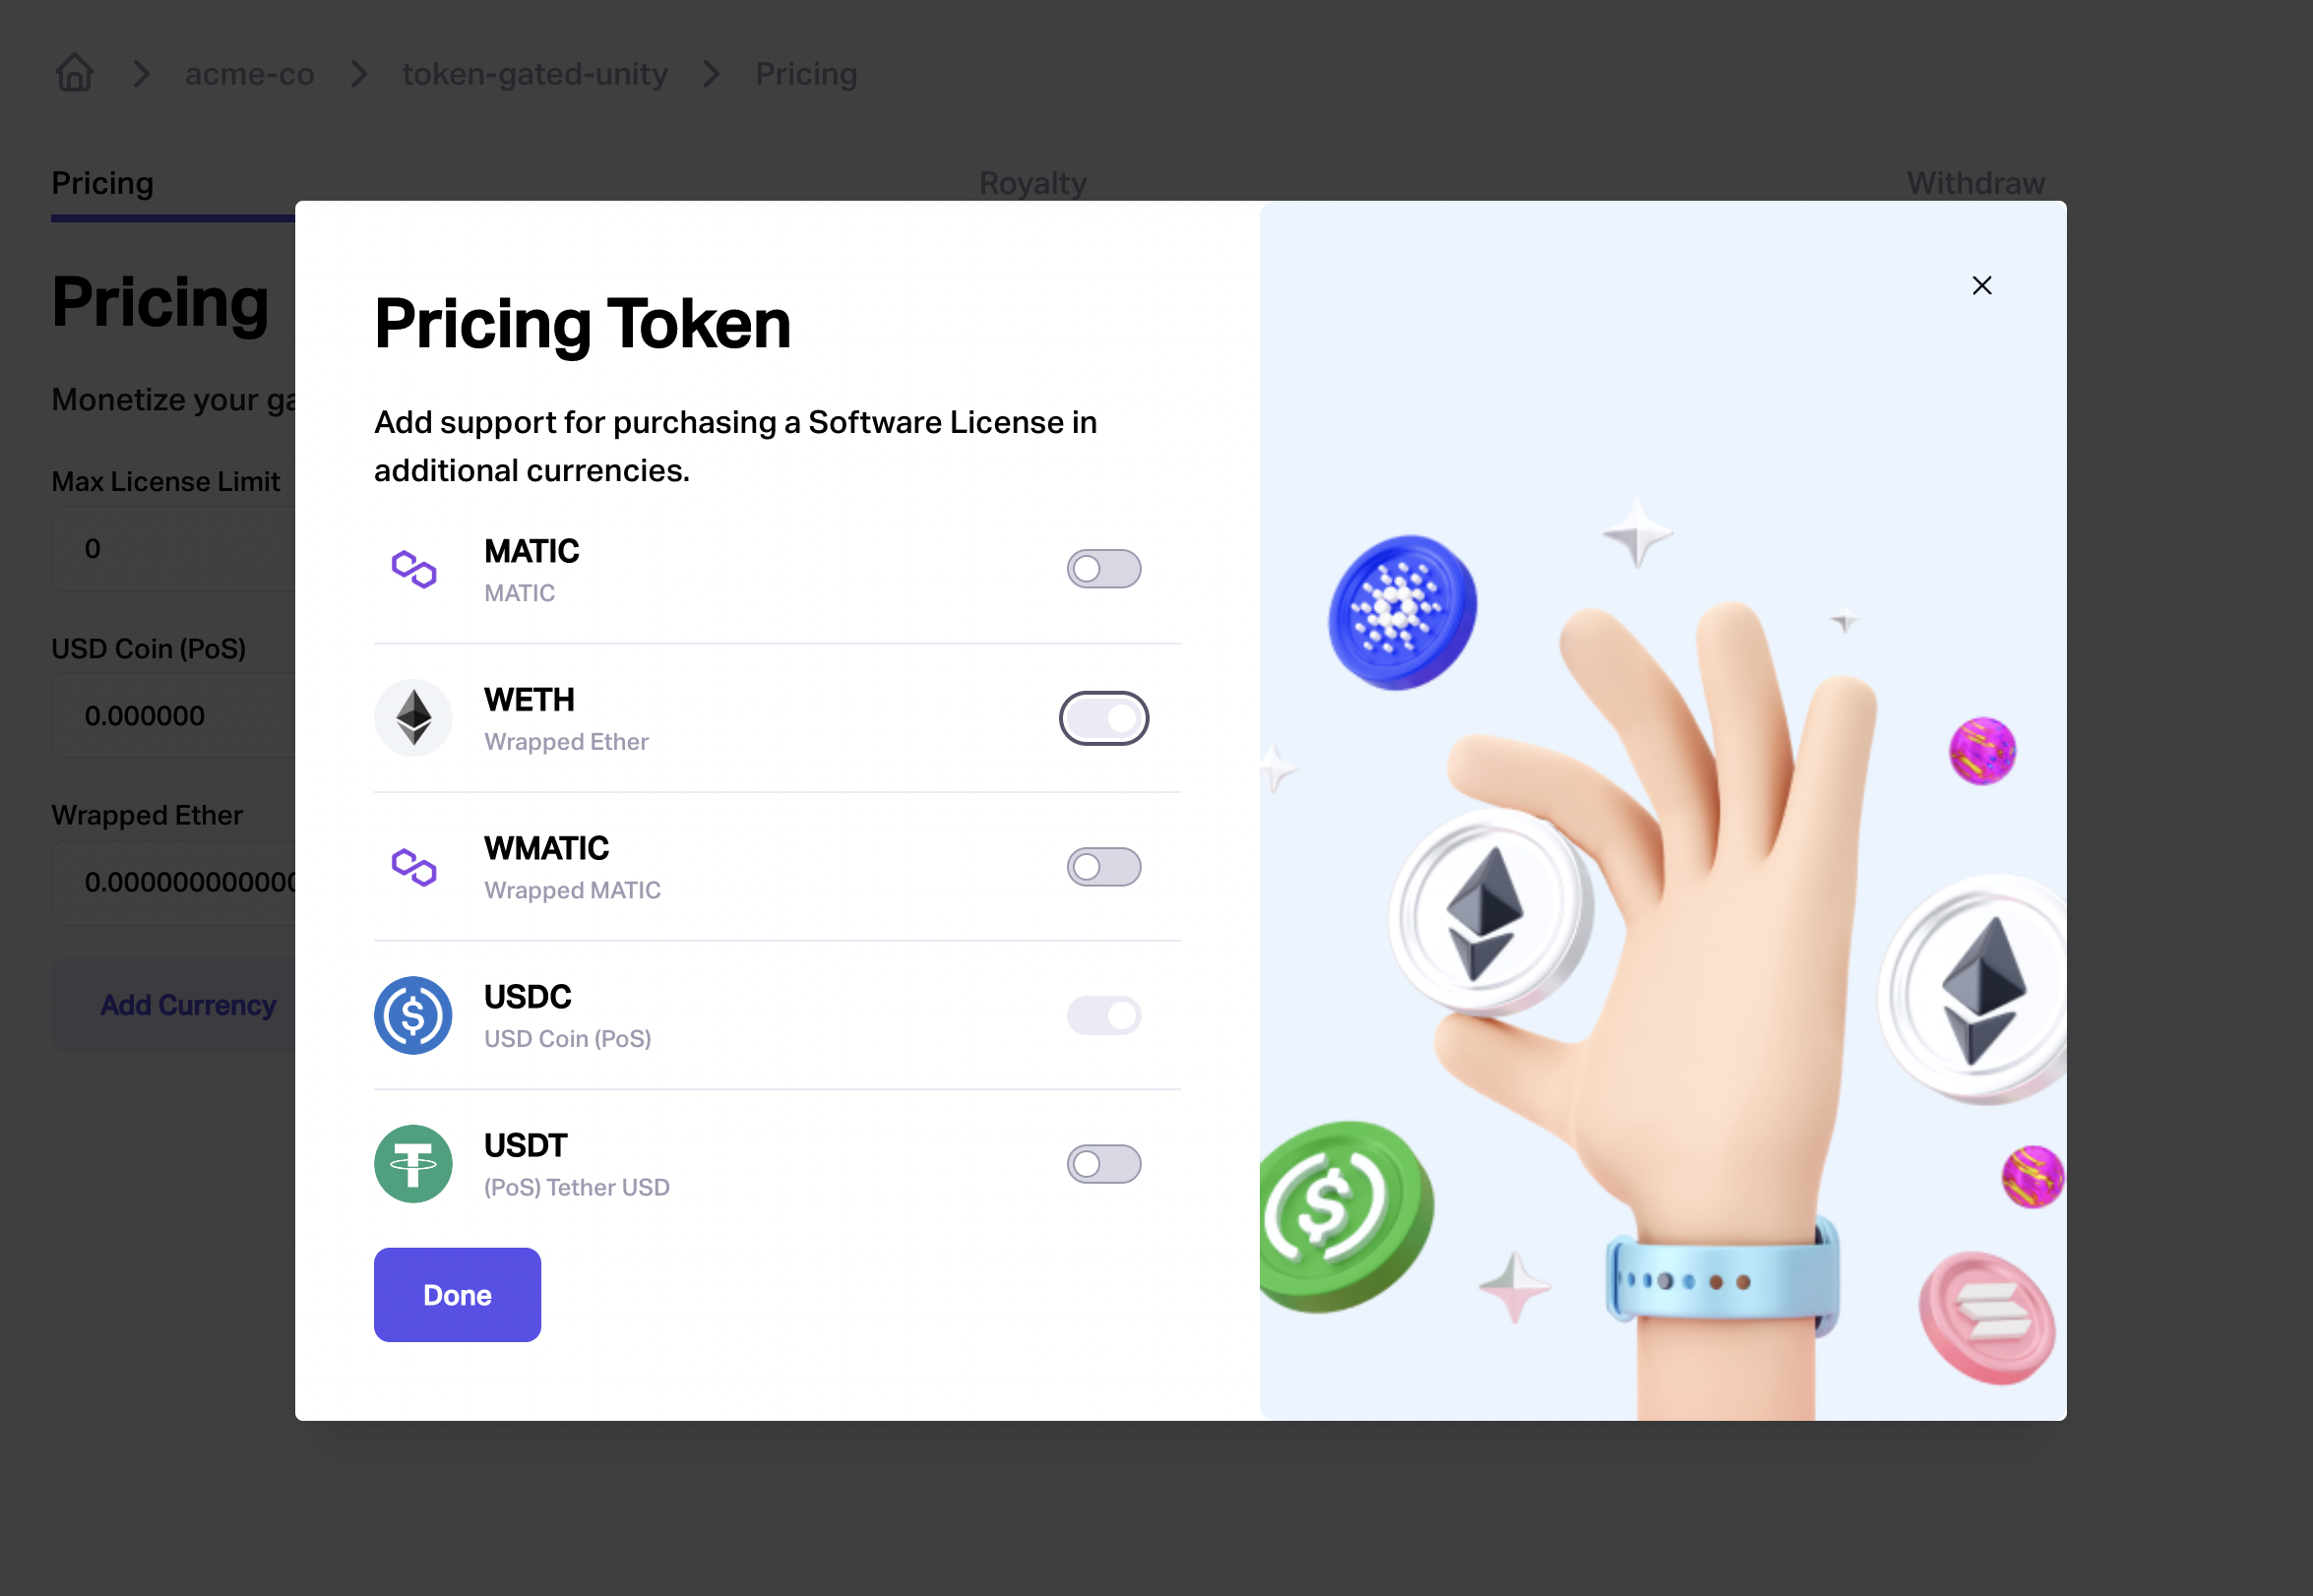 acme-co
token-gated-unity
Pricing
Pricing
Royalty
Withdraw
Pricing
Monetize your ga
Max License Limit
0
USD Coin (PoS)
0.000000
Wrapped Ether
0.000000000000
Add Currency
Pricing Token
Add support for purchasing a Software License in
additional currencies.
MATIC
MATIC
WETH
Wrapped Ether
WMATIC
Wrapped MATIC
USDC
USD Coin (PoS)
USDT
(PoS) Tether USD
Done